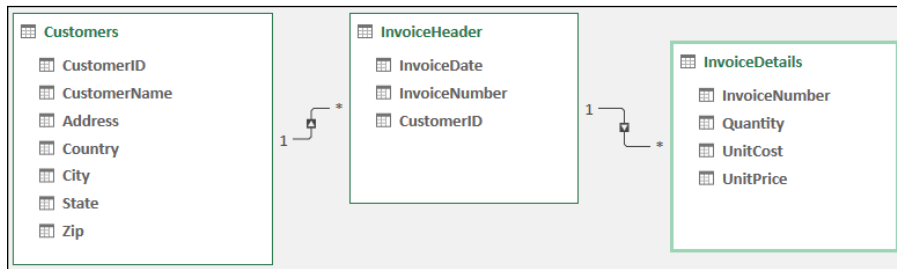 Customers
CustomerID
CustomerName
Address
Country
City
State
Zip
1
*
InvoiceHeader
InvoiceDate
InvoiceNumber
CustomerID
1
*
InvoiceDetails
InvoiceNumber
Quantity
UnitCost
UnitPrice